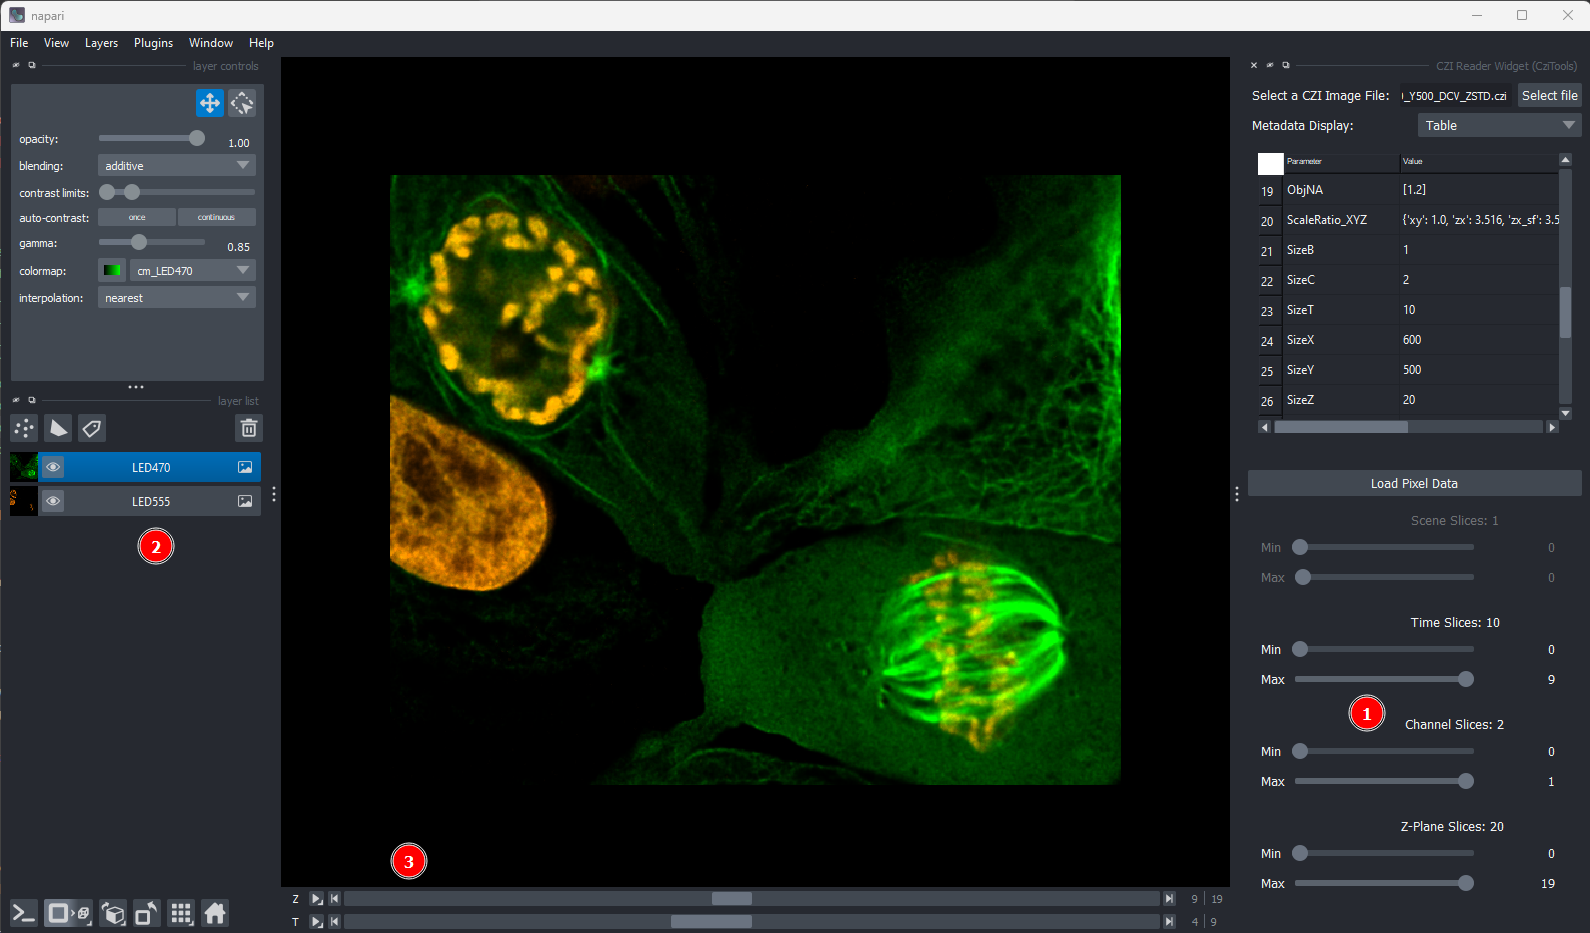 napari
File View Layers Plugins Window Help
layer controls
opacity: 1.00
blending: additive
contrast limits:
auto-contrast: once continuous
gamma: 0.85
colormap: cm_LED470
interpolation: nearest
layer list
LED470
LED555
2
3
Z 9 19
T 4 9
CZI Reader Widget (CziTools)
Select a CZI Image File: _Y500_DCV_ZSTD.czi Select file
Metadata Display: Table
Parameter Value
19 ObjNA [1.2]
20 ScaleRatio_XYZ {'xy': 1.0, 'zx': 3.516, 'zx_sf': 3.5
21 SizeB 1
22 SizeC 2
23 SizeT 10
24 SizeX 600
25 SizeY 500
26 SizeZ 20
Load Pixel Data
Scene Slices: 1
Min 0
Max 0
Time Slices: 10
Min 0
Max 9
1
Channel Slices: 2
Min 0
Max 1
Z-Plane Slices: 20
Min 0
Max 19